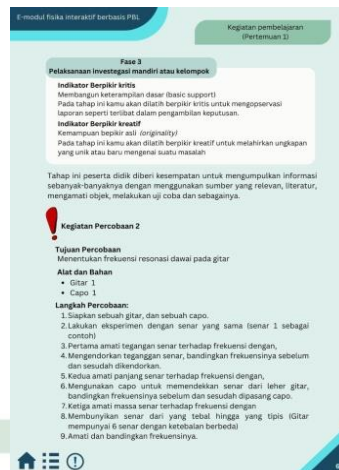 E-modul fisika interaktif berbasis PBL
Kegiatan pembelajaran
(Pertemuan 1)
Fase 3
Pelaksanaan investegasi mandiri atau kelompok
Indikator Berpikir kritis
Membangun keterampilan dasar (basic support)
Pada tahap ini kamu akan dilatih berpikir kritis untuk mengopservasi
laporan seperti terlibat dalam pengambilan keputusan.
Indikator Berpikir kreatif
Kemampuan bepikir asli (originality)
Pada tahap ini kamu akan dilatih berpikir kreatif untuk melahirkan ungkapan
yang unik atau baru mengenai suatu masalah
Tahap ini peserta didik diberi kesempatan untuk mengumpulkan informasi
sebanyak-banyaknya dengan menggunakan sumber yang relevan, literatur,
mengamati objek, melakukan uji coba dan sebagainya.
Kegiatan Percobaan 2
Tujuan Percobaan
Menentukan frekuensi resonasi dawai pada gitar
Alat dan Bahan
• Gitar 1
• Capo 1
Langkah Percobaan:
1. Siapkan sebuah gitar, dan sebuah capo.
2. Lakukan eksperimen dengan senar yang sama (senar 1 sebagai
contoh)
3. Pertama amati tegangan senar terhadap frekuensi dengan,
4. Mengendorkan teganggan senar, bandingkan frekuensinya sebelum
dan sesudah dikendorkan.
5. Kedua amati panjang senar terhadap frekuensi dengan,
6. Mengunakan capo untuk memendekkan senar dari leher gitar,
bandingkan frekuensinya sebelum dan sesudah dipasang capo.
7. Ketiga amati massa senar terhadap frekuensi dengan
8. Membunyikan senar dari yang tebal hingga yang tipis (Gitar
mempunyai 6 senar dengan ketebalan berbeda)
9. Amati dan bandingkan frekuensinya.